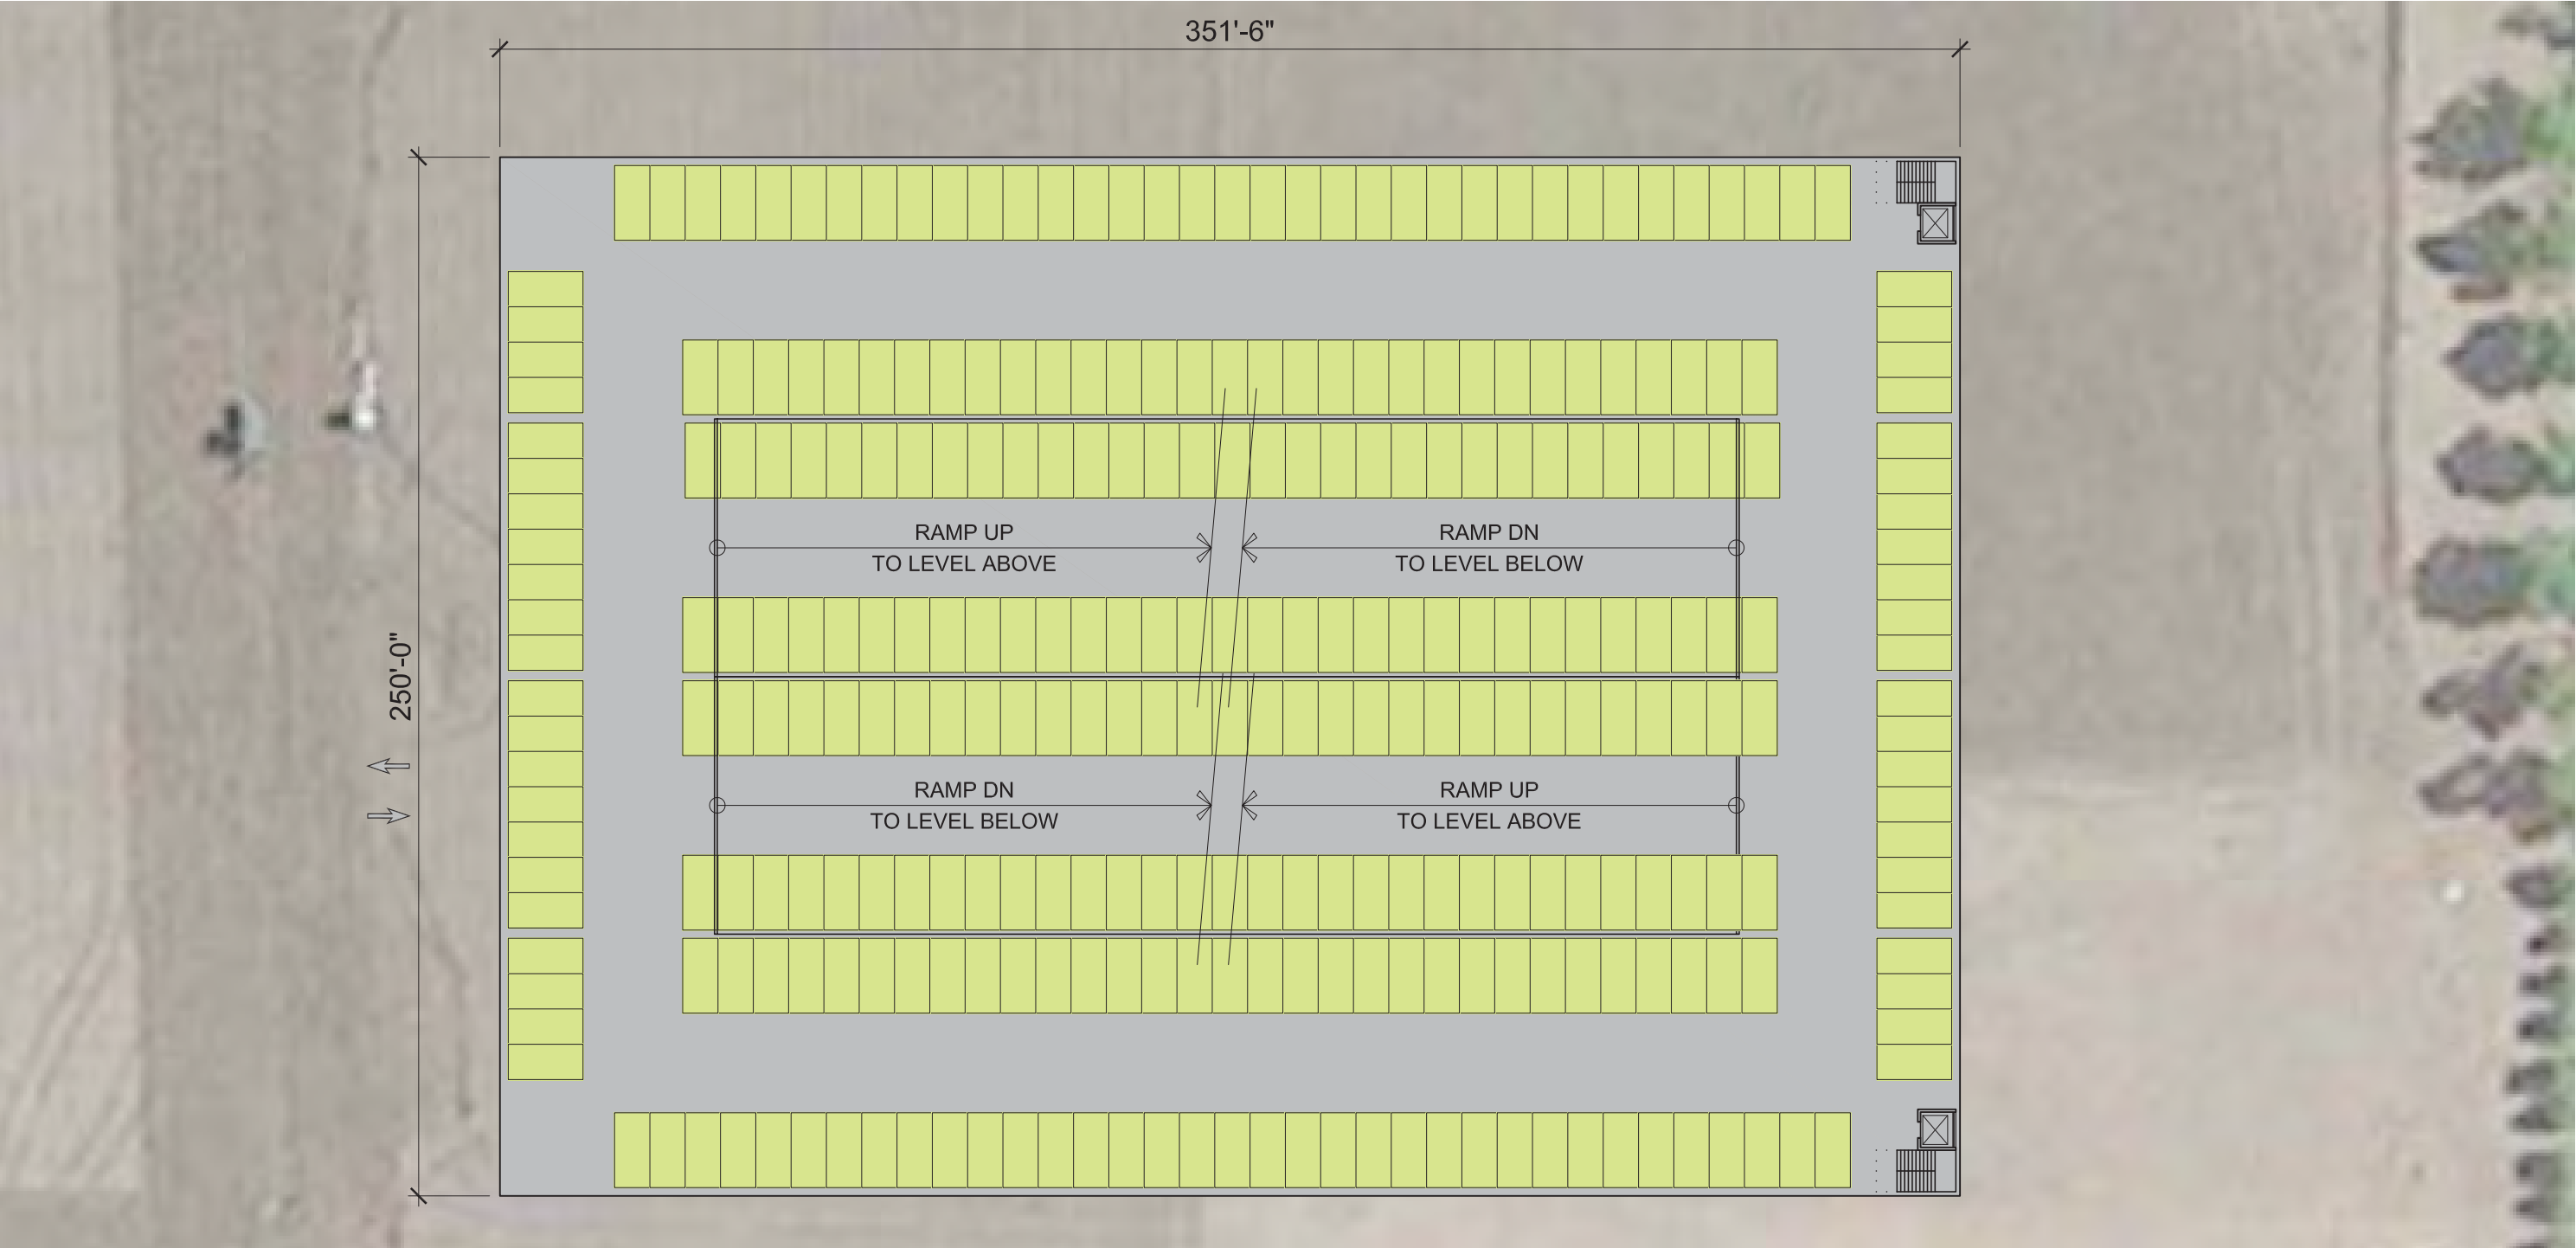 351'-6"
RAMP UP
TO LEVEL ABOVE
RAMP DN
TO LEVEL BELOW
250'-0"
RAMP DN
TO LEVEL BELOW
RAMP UP
TO LEVEL ABOVE